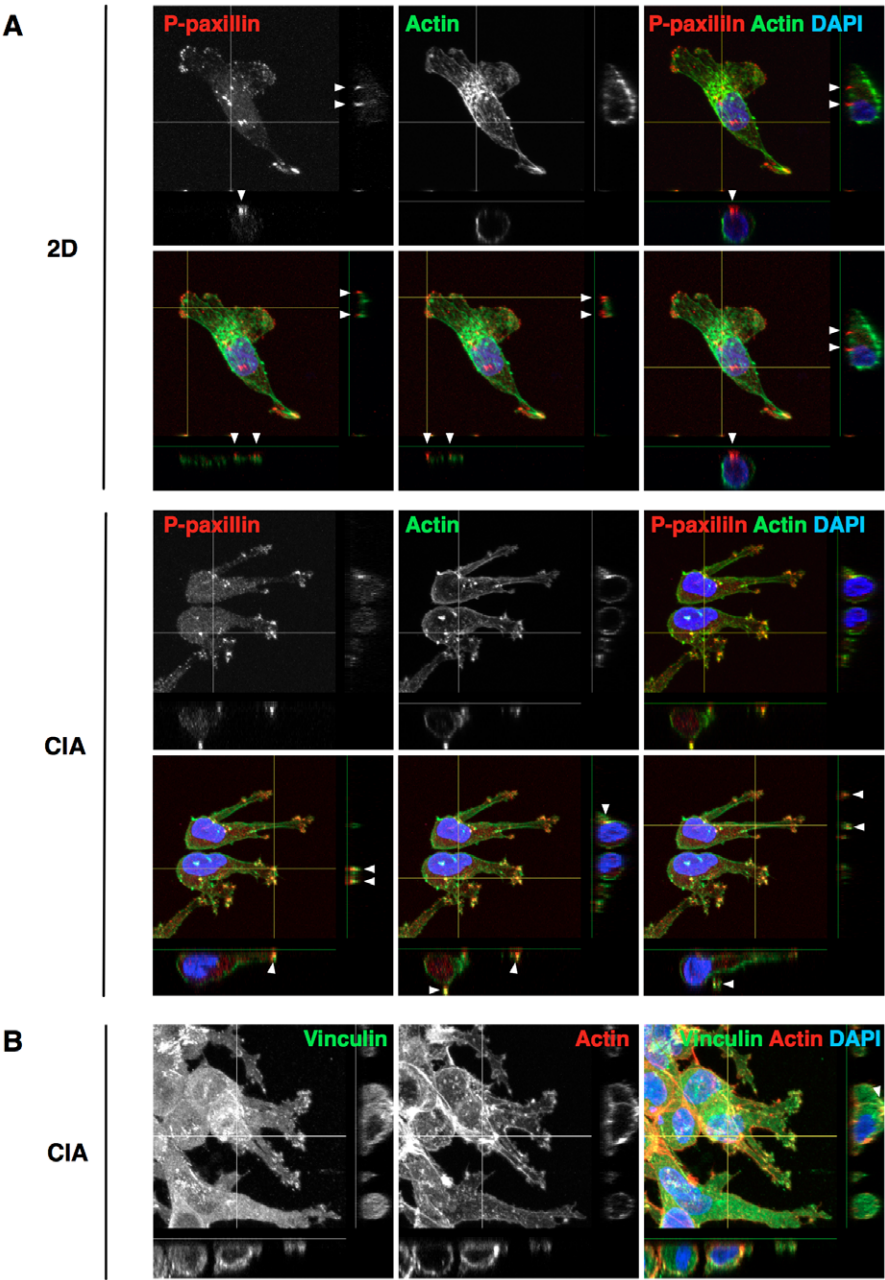 A
P-paxillin
Actin
P-paxililn Actin DAPI
2D
P-paxillin
Actin
P-paxililn Actin DAPI
CIA
B
Vinculin
Actin
Vinculin Actin DAPI
CIA